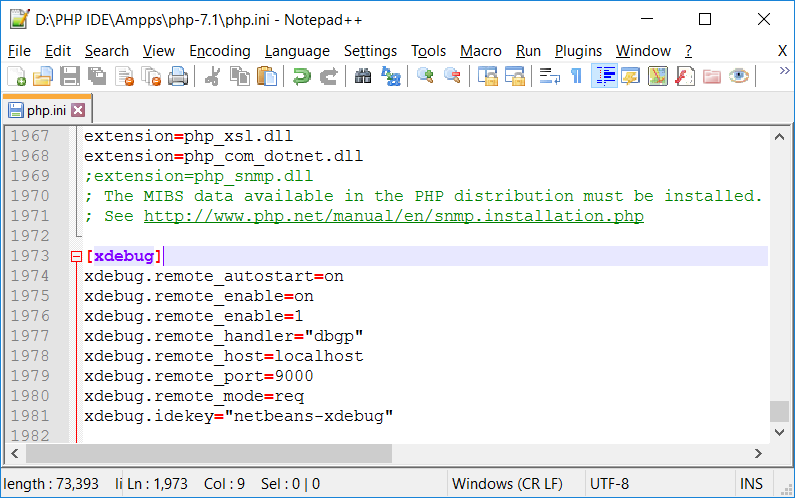 D:\PHP IDE\Ampps\php-7.1\php.ini - Notepad++
File Edit Search View Encoding Language Settings Tools Macro Run Plugins Window ? X
php.ini
1967 extension=php_xsl.dll
1968 extension=php_com_dotnet.dll
1969 ;extension=php_snmp.dll
1970 ; The MIBS data available in the PHP distribution must be installed.
1971 ; See http://www.php.net/manual/en/snmp.installation.php
1972
1973 [xdebug]
1974 xdebug.remote_autostart=on
1975 xdebug.remote_enable=on
1976 xdebug.remote_enable=1
1977 xdebug.remote_handler="dbgp"
1978 xdebug.remote_host=localhost
1979 xdebug.remote_port=9000
1980 xdebug.remote_mode=req
1981 xdebug.idekey="netbeans-xdebug"
1982
length : 73,393 li Ln : 1,973 Col : 9 Sel : 0 | 0 Windows (CR LF) UTF-8 INS